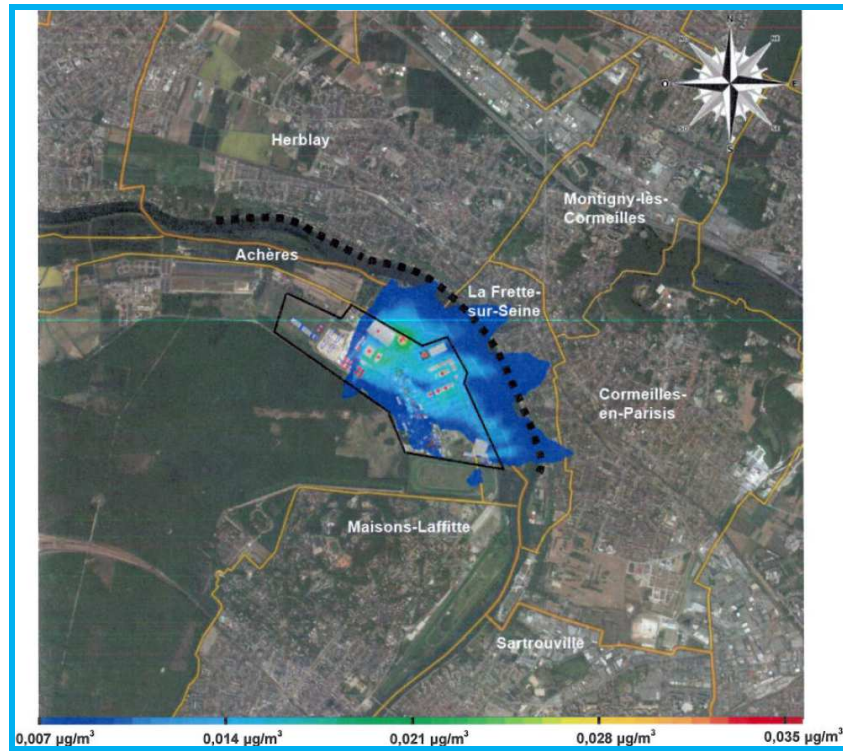 N
Herblay
Montigny-lès-
Cormeilles
Achères
La Frette-
sur-Seine
Cormeilles-
en-Parisis
Maisons-Laffitte
Sartrouville
0,007 µg/m³ 0,014 µg/m³ 0,021 µg/m³ 0,028 µg/m³ 0,035 µg/m³